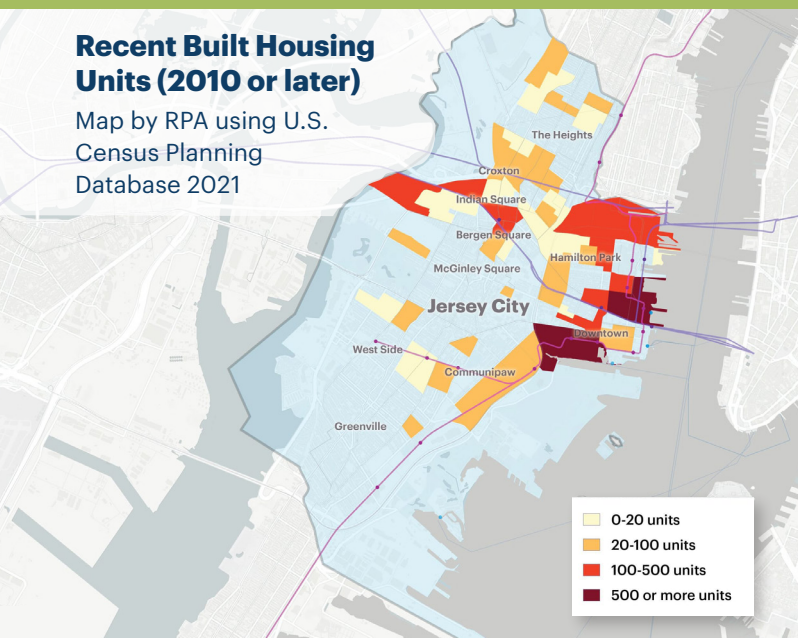 Recent Built Housing
Units (2010 or later)
Map by RPA using U.S.
Census Planning
Database 2021
The Heights
Croxton
Indian Square
Bergen Square
Hamilton Park
McGinley Square
Jersey City
Downtown
West Side
Communipaw
Greenville
0-20 units
20-100 units
100-500 units
500 or more units